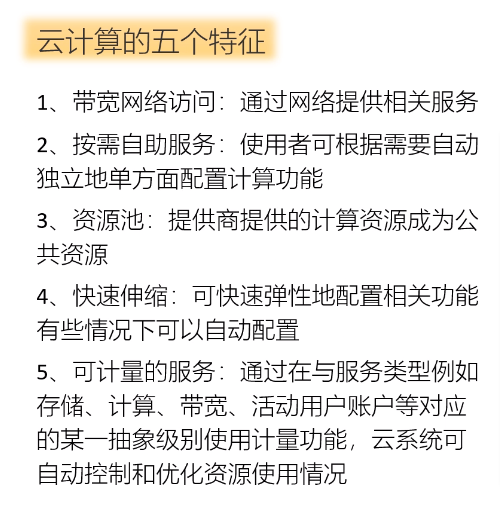 云计算的五个特征
1、带宽网络访问：通过网络提供相关服务
2、按需自助服务：使用者可根据需要自动
独立地单方面配置计算功能
3、资源池：提供商提供的计算资源成为公
共资源
4、快速伸缩：可快速弹性地配置相关功能
有些情况下可以自动配置
5、可计量的服务：通过在与服务类型例如
存储、计算、带宽、活动用户账户等对应
的某一抽象级别使用计量功能，云系统可
自动控制和优化资源使用情况